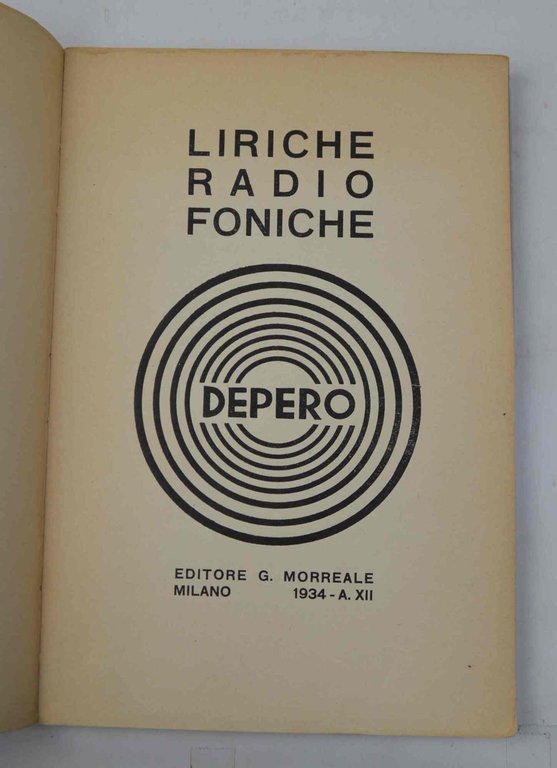 LIRICHE
RADIO
FONICHE
DEPERO
EDITORE G. MORREALE
MILANO 1934 - A. XII